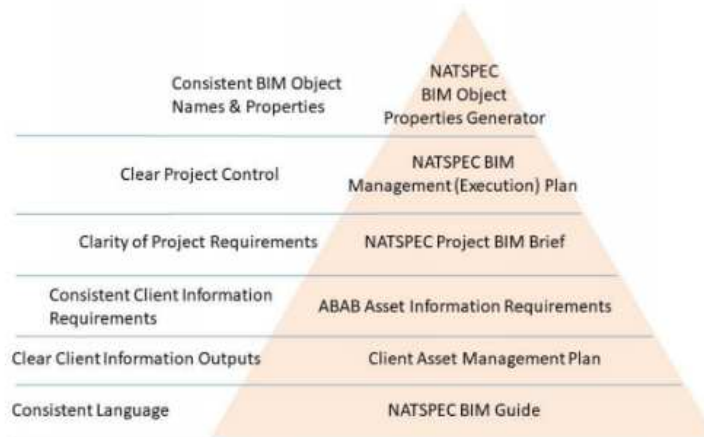 Consistent BIM Object
Names & Properties
NATSPEC
BIM Object
Properties Generator
Clear Project Control
NATSPEC BIM
Management (Execution) Plan
Clarity of Project Requirements
NATSPEC Project BIM Brief
Consistent Client Information
Requirements
ABAB Asset Information Requirements
Clear Client Information Outputs
Client Asset Management Plan
Consistent Language
NATSPEC BIM Guide